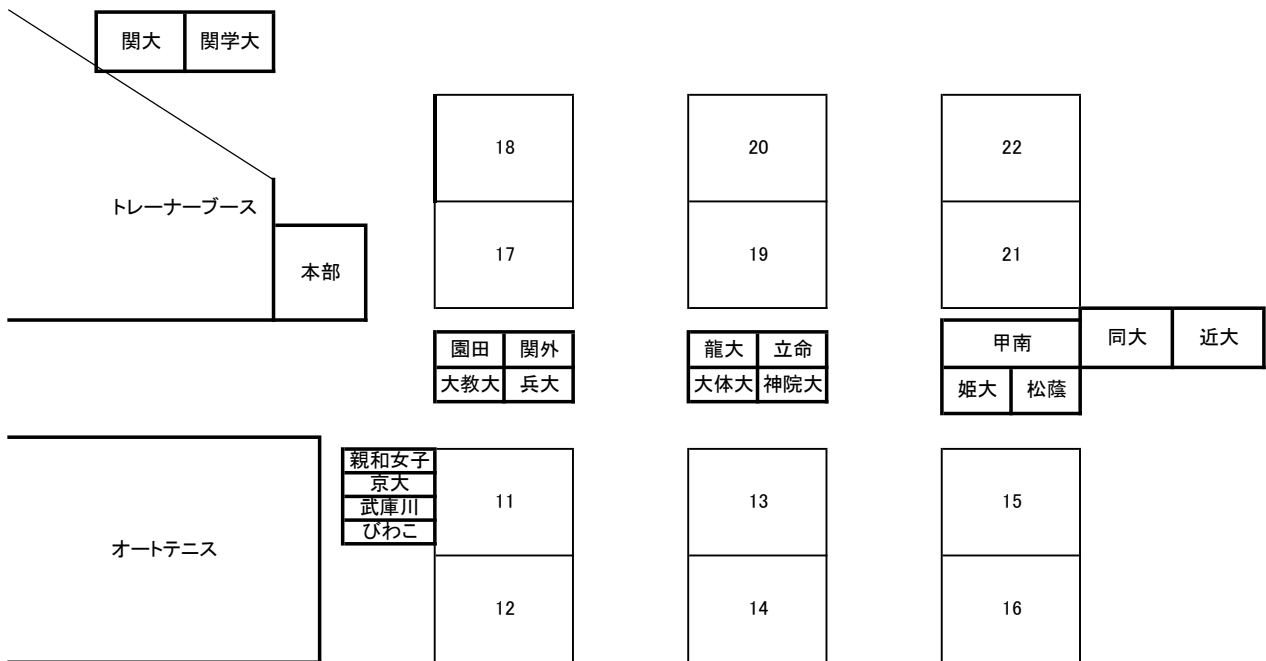 関大 関学大
18 20 22
トレーナーブース
17 19 21
本部
園田 関外 龍大 立命 甲南 同大 近大
大教大 兵大 大体大 神院大 姫大 松蔭
親和女子
京大
武庫川
びわこ
11 13 15
オートテニス
12 14 16